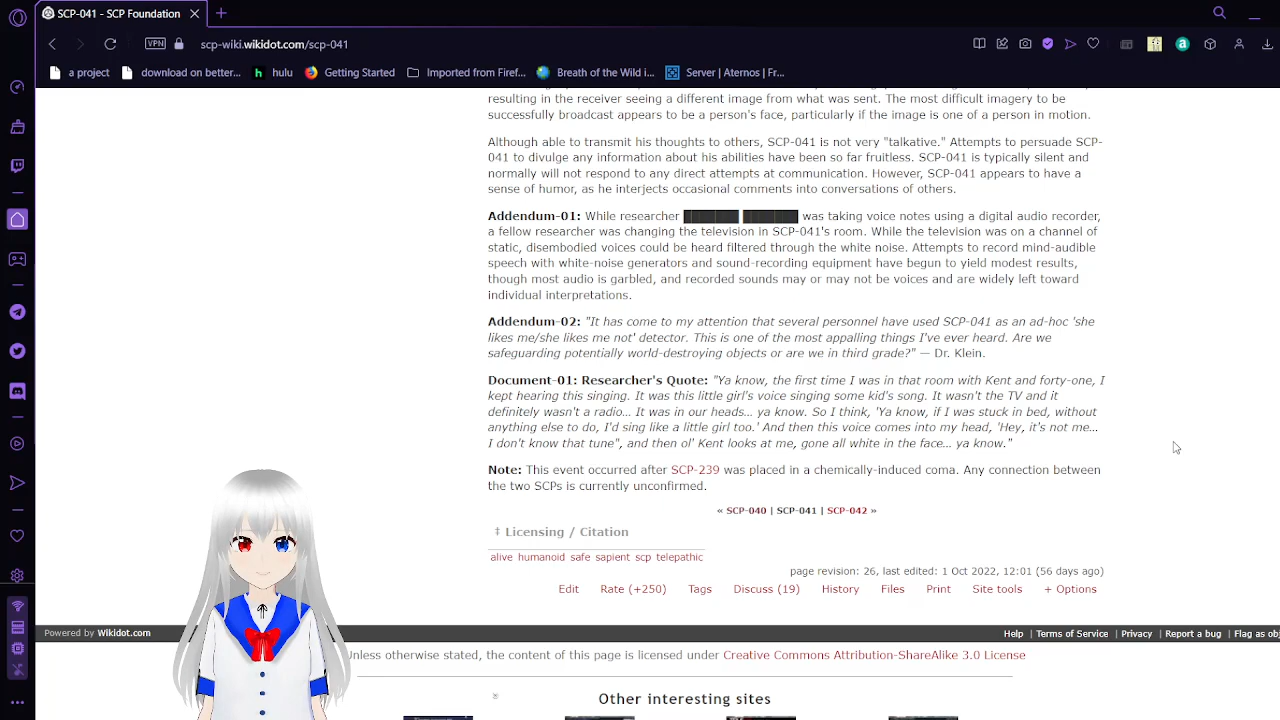 SCP-041 - SCP Foundation
VPN
scp-wiki.wikidot.com/scp-041
a project
download on better...
h hulu
Getting Started
Imported from Firef...
Breath of the Wild i...
Server | Aternos | Fr...
resulting in the receiver seeing a different image from what was sent. The most difficult imagery to be
successfully broadcast appears to be a person's face, particularly if the image is one of a person in motion.
Although able to transmit his thoughts to others, SCP-041 is not very "talkative." Attempts to persuade SCP-
041 to divulge any information about his abilities have been so far fruitless. SCP-041 is typically silent and
normally will not respond to any direct attempts at communication. However, SCP-041 appears to have a
sense of humor, as he interjects occasional comments into conversations of others.
Addendum-01: While researcher ███████ ███████ was taking voice notes using a digital audio recorder,
a fellow researcher was changing the television in SCP-041's room. While the television was on a channel of
static, disembodied voices could be heard filtered through the white noise. Attempts to record mind-audible
speech with white-noise generators and sound-recording equipment have begun to yield modest results,
though most audio is garbled, and recorded sounds may or may not be voices and are widely left toward
individual interpretations.
Addendum-02: "It has come to my attention that several personnel have used SCP-041 as an ad-hoc 'she
likes me/she likes me not' detector. This is one of the most appalling things I've ever heard. Are we
safeguarding potentially world-destroying objects or are we in third grade?" — Dr. Klein.
Document-01: Researcher's Quote: "Ya know, the first time I was in that room with Kent and forty-one, I
kept hearing this singing. It was this little girl's voice singing some kid's song. It wasn't the TV and it
definitely wasn't a radio... It was in our heads... ya know. So I think, 'Ya know, if I was stuck in bed, without
anything else to do, I'd sing like a little girl too.' And then this voice comes into my head, 'Hey, it's not me...
I don't know that tune", and then ol' Kent looks at me, gone all white in the face... ya know."
Note: This event occurred after SCP-239 was placed in a chemically-induced coma. Any connection between
the two SCPs is currently unconfirmed.
« SCP-040 | SCP-041 | SCP-042 »
‡ Licensing / Citation
alive humanoid safe sapient scp telepathic
page revision: 26, last edited: 1 Oct 2022, 12:01 (56 days ago)
Edit Rate (+250) Tags Discuss (19) History Files Print Site tools + Options
Powered by Wikidot.com
Help | Terms of Service | Privacy | Report a bug | Flag as obj
Unless otherwise stated, the content of this page is licensed under Creative Commons Attribution-ShareAlike 3.0 License
Other interesting sites